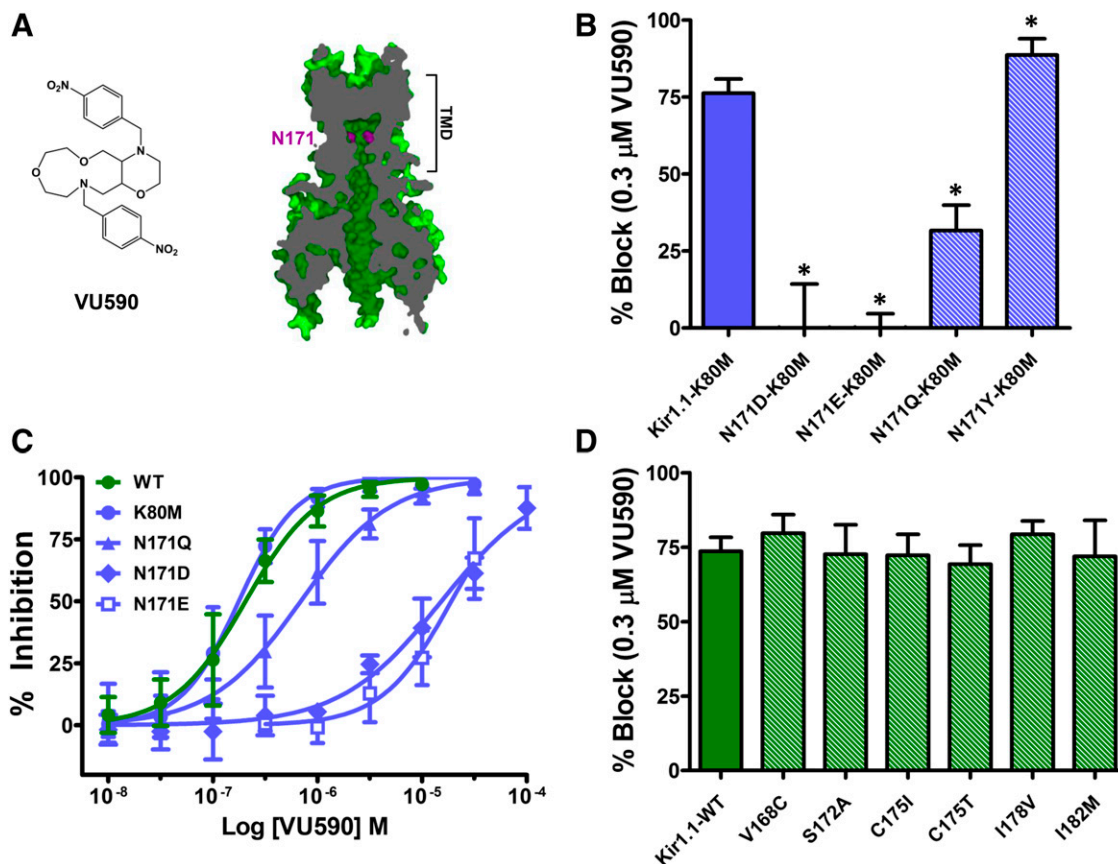 A
O₂N
N
O
O
N
O
NO₂
VU590
N171
TMD
B
% Block (0.3 μM VU590)
100
75
50
25
0
*
*
*
*
Kir1.1-K80M
N171D-K80M
N171E-K80M
N171Q-K80M
N171Y-K80M
C
WT
K80M
N171Q
N171D
N171E
% Inhibition
100
75
50
25
0
10⁻⁸
10⁻⁷
10⁻⁶
10⁻⁵
10⁻⁴
Log [VU590] M
D
% Block (0.3 μM VU590)
100
75
50
25
0
Kir1.1-WT
V168C
S172A
C175I
C175T
I178V
I182M